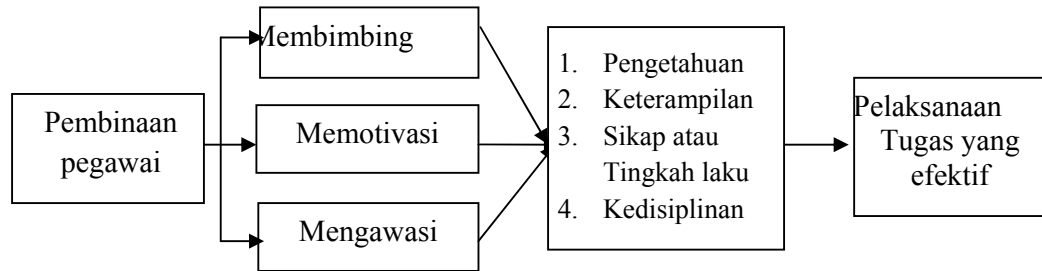 Pembinaan
pegawai
Membimbing
Memotivasi
Mengawasi
1. Pengetahuan
2. Keterampilan
3. Sikap atau
Tingkah laku
4. Kedisiplinan
Pelaksanaan
Tugas yang
efektif